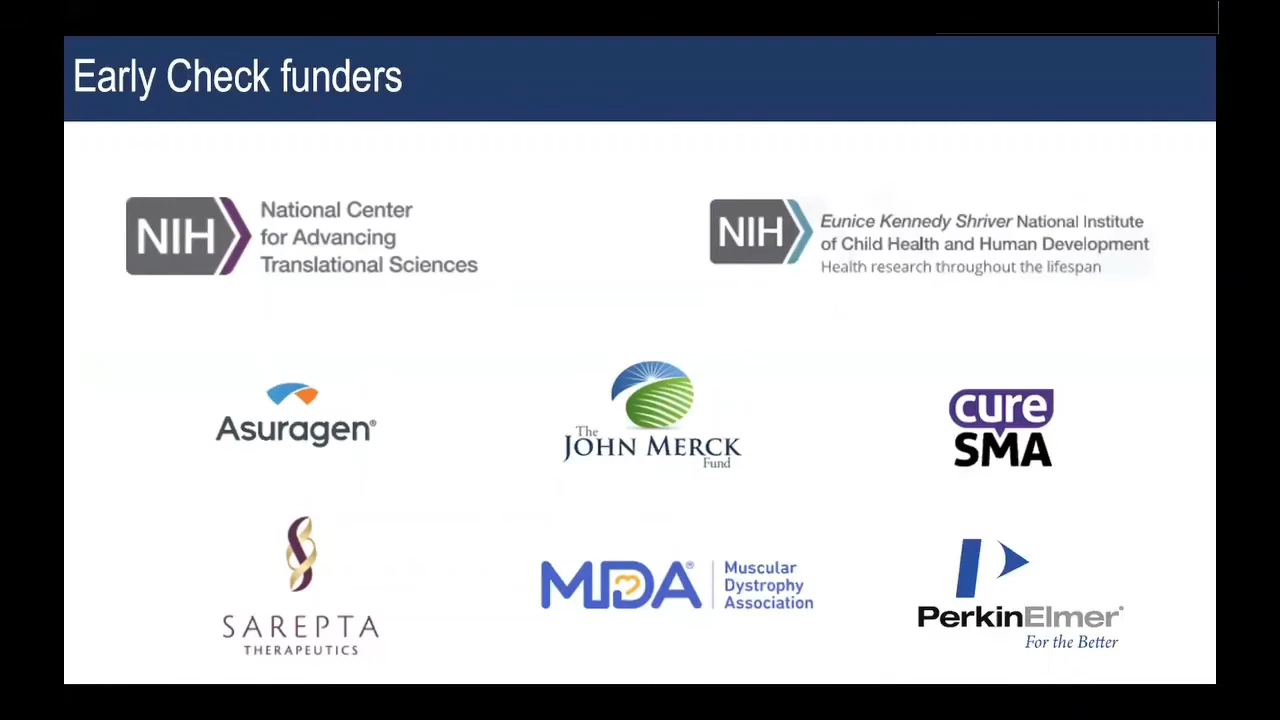 Early Check funders
NIH
National Center
for Advancing
Translational Sciences
NIH
Eunice Kennedy Shriver National Institute
of Child Health and Human Development
Health research throughout the lifespan
Asuragen®
The
JOHN MERCK
Fund
cure
SMA
SAREPTA
THERAPEUTICS
MDA®
Muscular
Dystrophy
Association
PerkinElmer®
For the Better